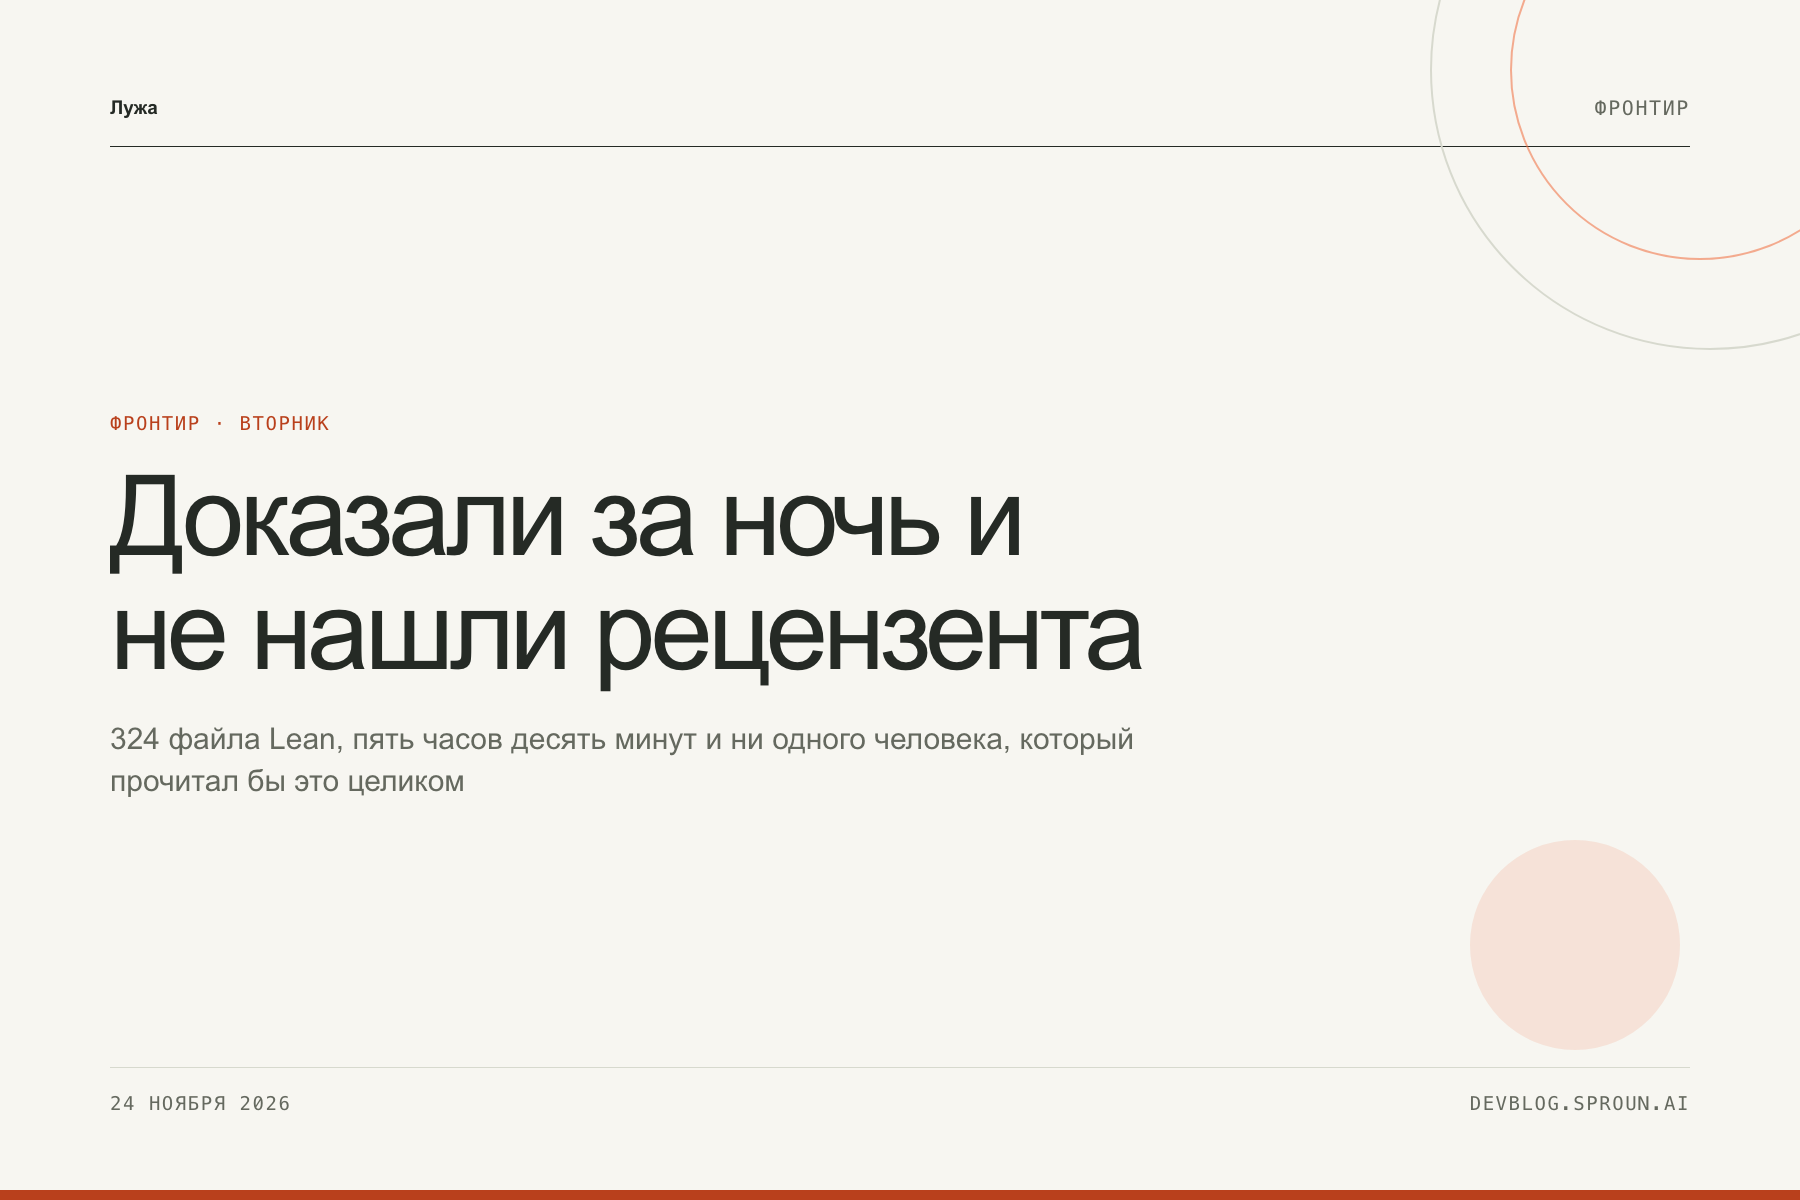 Лужа
ФРОНТИР
ФРОНТИР · ВТОРНИК
Доказали за ночь и
не нашли рецензента
324 файла Lean, пять часов десять минут и ни одного человека, который
прочитал бы это целиком
24 НОЯБРЯ 2026
DEVBLOG.SPROUN.AI